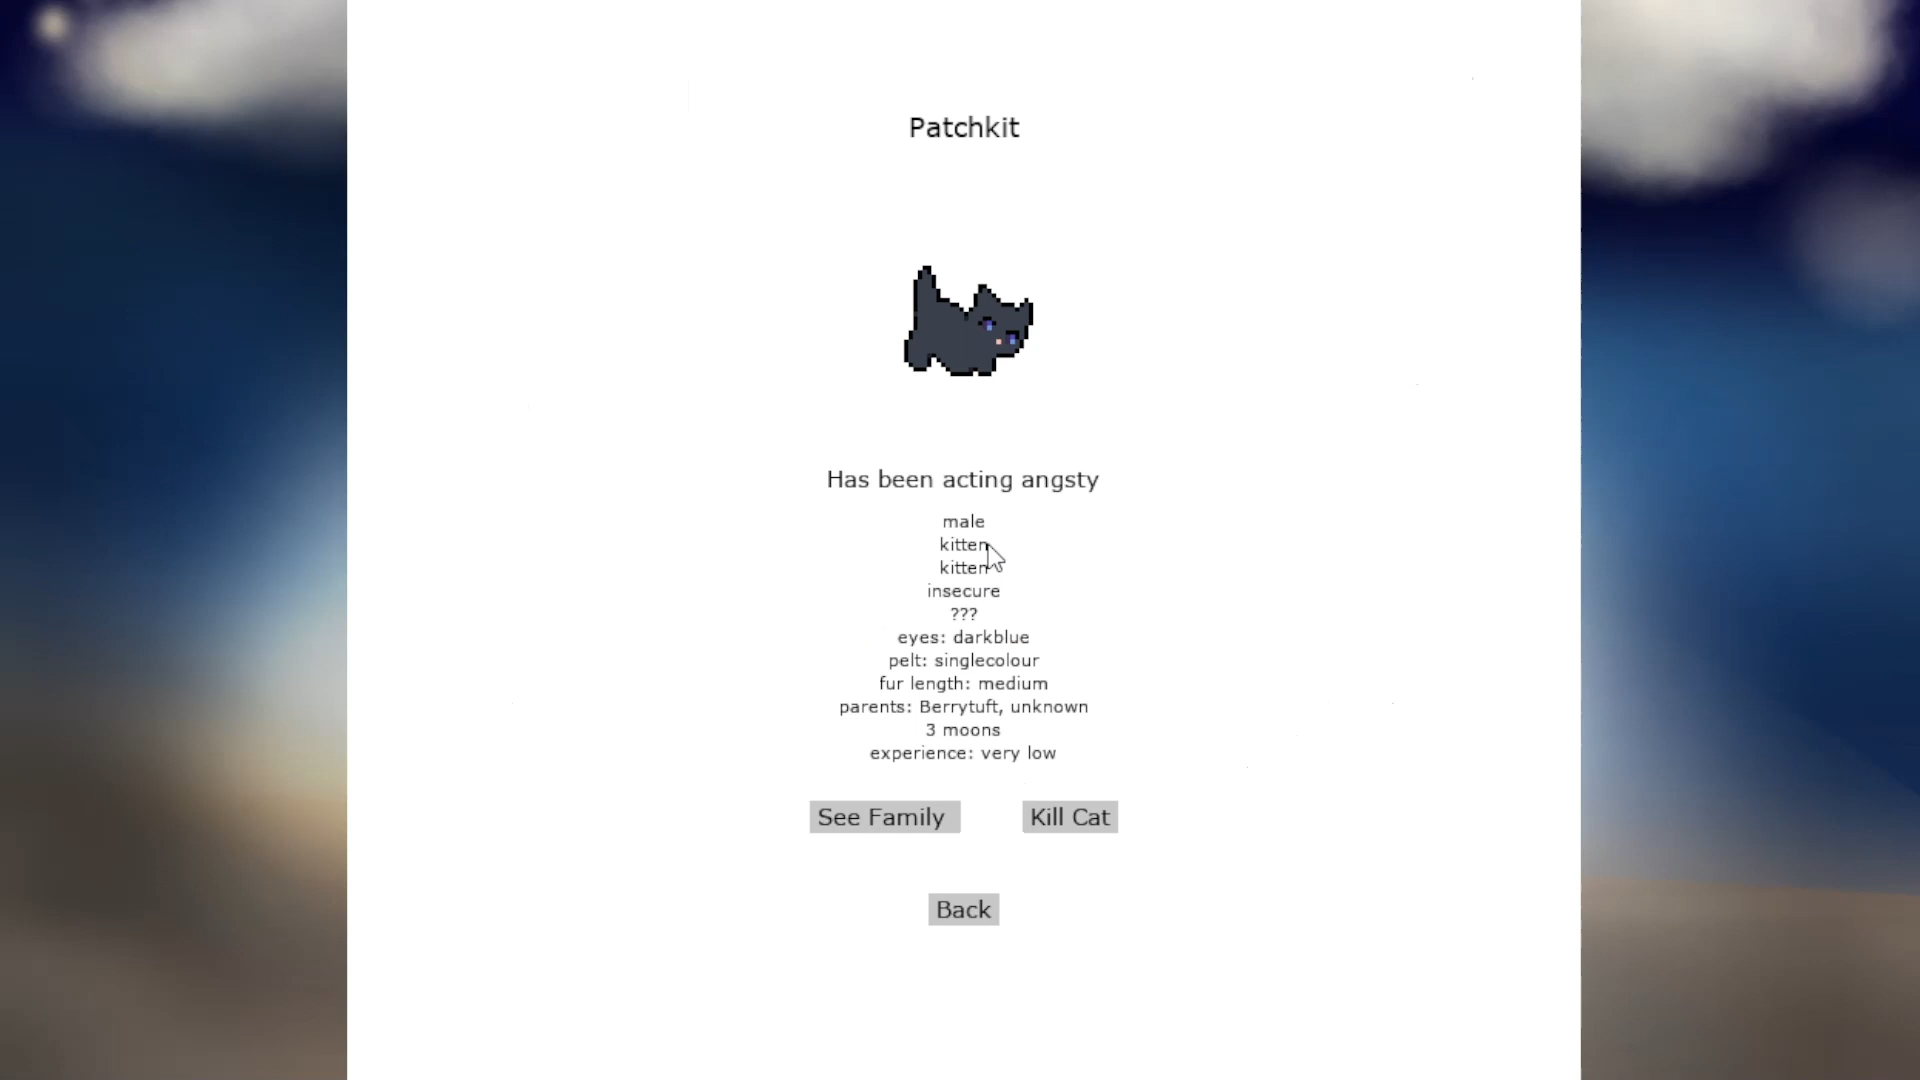 Patchkit
Has been acting angsty
male
kitten
kitten
insecure
???
eyes: darkblue
pelt: singlecolour
fur length: medium
parents: Berrytuft, unknown
3 moons
experience: very low
See Family
Kill Cat
Back